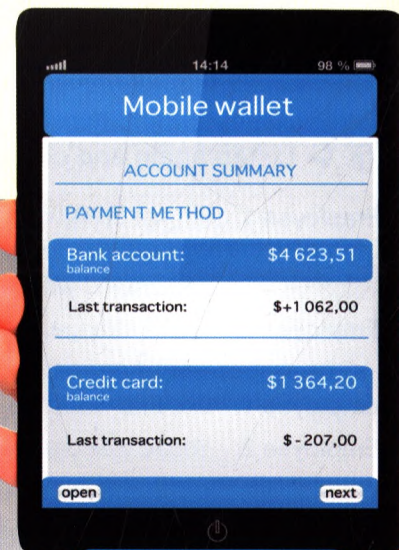 14:14 98 %
Mobile wallet
ACCOUNT SUMMARY
PAYMENT METHOD
Bank account: $4 623,51
balance
Last transaction: $+1 062,00
Credit card: $1 364,20
balance
Last transaction: $-207,00
open next